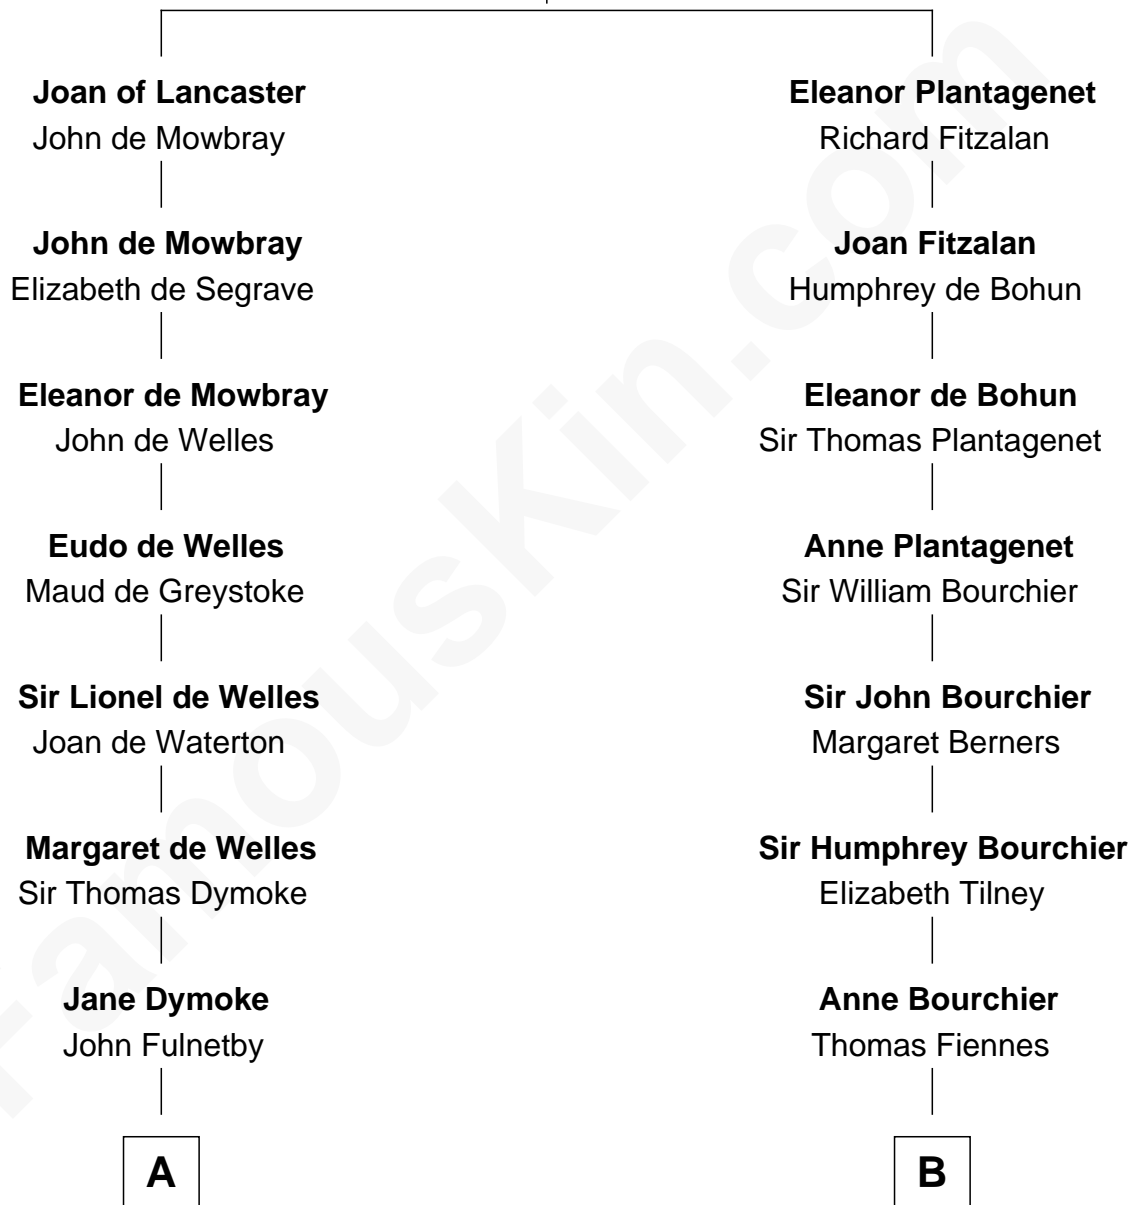 Joan of Lancaster
John de Mowbray
John de Mowbray
Elizabeth de Segrave
Eleanor de Mowbray
John de Welles
Eudo de Welles
Maud de Greystoke
Sir Lionel de Welles
Joan de Waterton
Margaret de Welles
Sir Thomas Dymoke
Jane Dymoke
John Fulnetby
A
Eleanor Plantagenet
Richard Fitzalan
Joan Fitzalan
Humphrey de Bohun
Eleanor de Bohun
Sir Thomas Plantagenet
Anne Plantagenet
Sir William Bourchier
Sir John Bourchier
Margaret Berners
Sir Humphrey Bourchier
Elizabeth Tilney
Anne Bourchier
Thomas Fiennes
B
FamousKin.com